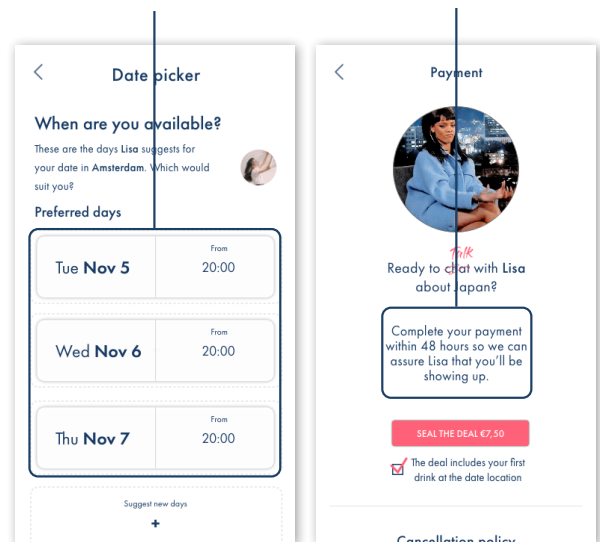 Date picker
When are you available?
These are the days Lisa suggests for
your date in Amsterdam. Which would
suit you?
Preferred days
Tue Nov 5
From
20:00
Wed Nov 6
From
20:00
Thu Nov 7
From
20:00
Suggest new days
+
Payment
Talk
Ready to chat with Lisa
about Japan?
Complete your payment
within 48 hours so we can
assure Lisa that you'll be
showing up.
SEAL THE DEAL €7,50
The deal includes your first
drink at the date location
Cancellation policy